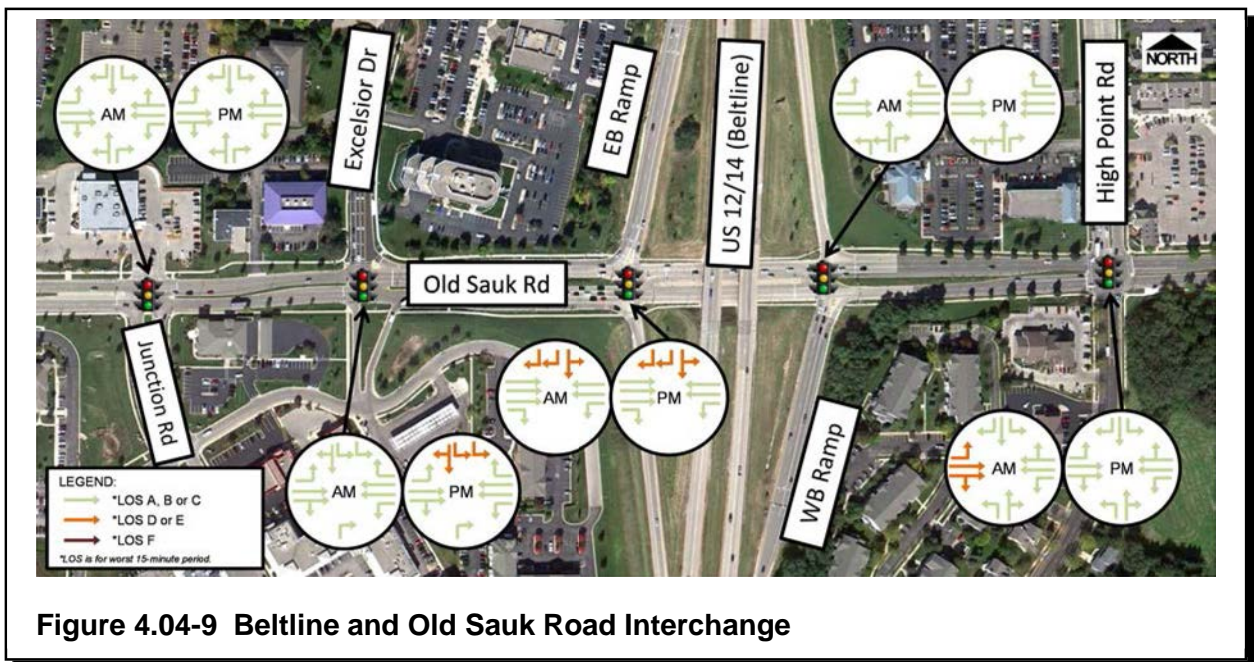 Excelsior Dr
EB Ramp
US 12/14 (Beltline)
High Point Rd
NORTH
AM
PM
AM
PM
Old Sauk Rd
Junction Rd
AM
PM
WB Ramp
AM
PM
AM
PM
LEGEND:
*LOS A, B or C
*LOS D or E
*LOS F
*LOS is for worst 15-minute period.
Figure 4.04-9 Beltline and Old Sauk Road Interchange